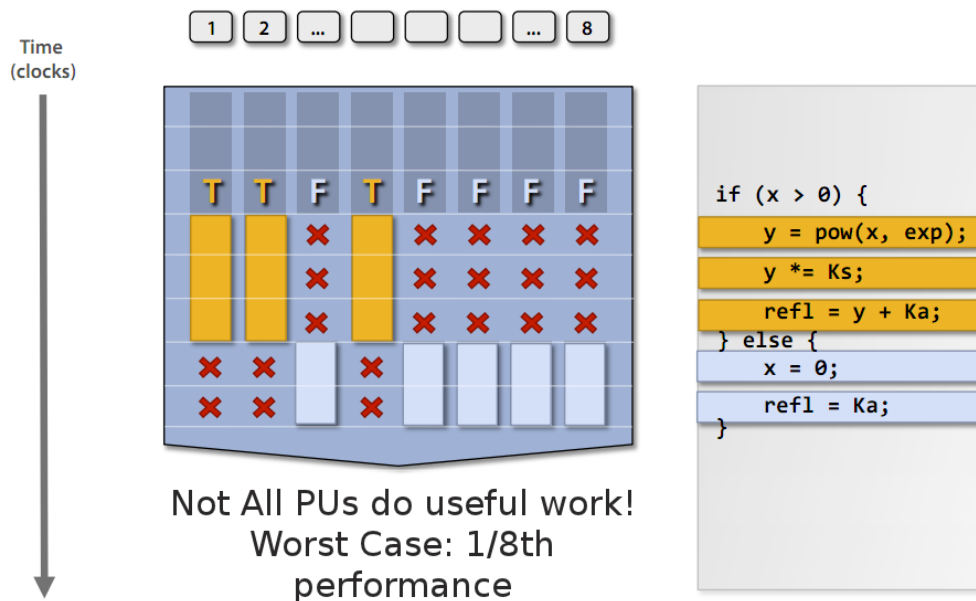 1 2 ... ... 8
Time
(clocks)
T T F T F F F F
if (x > 0) {
y = pow(x, exp);
y *= Ks;
refl = y + Ka;
} else {
x = 0;
refl = Ka;
}
Not All PUs do useful work!
Worst Case: 1/8th
performance